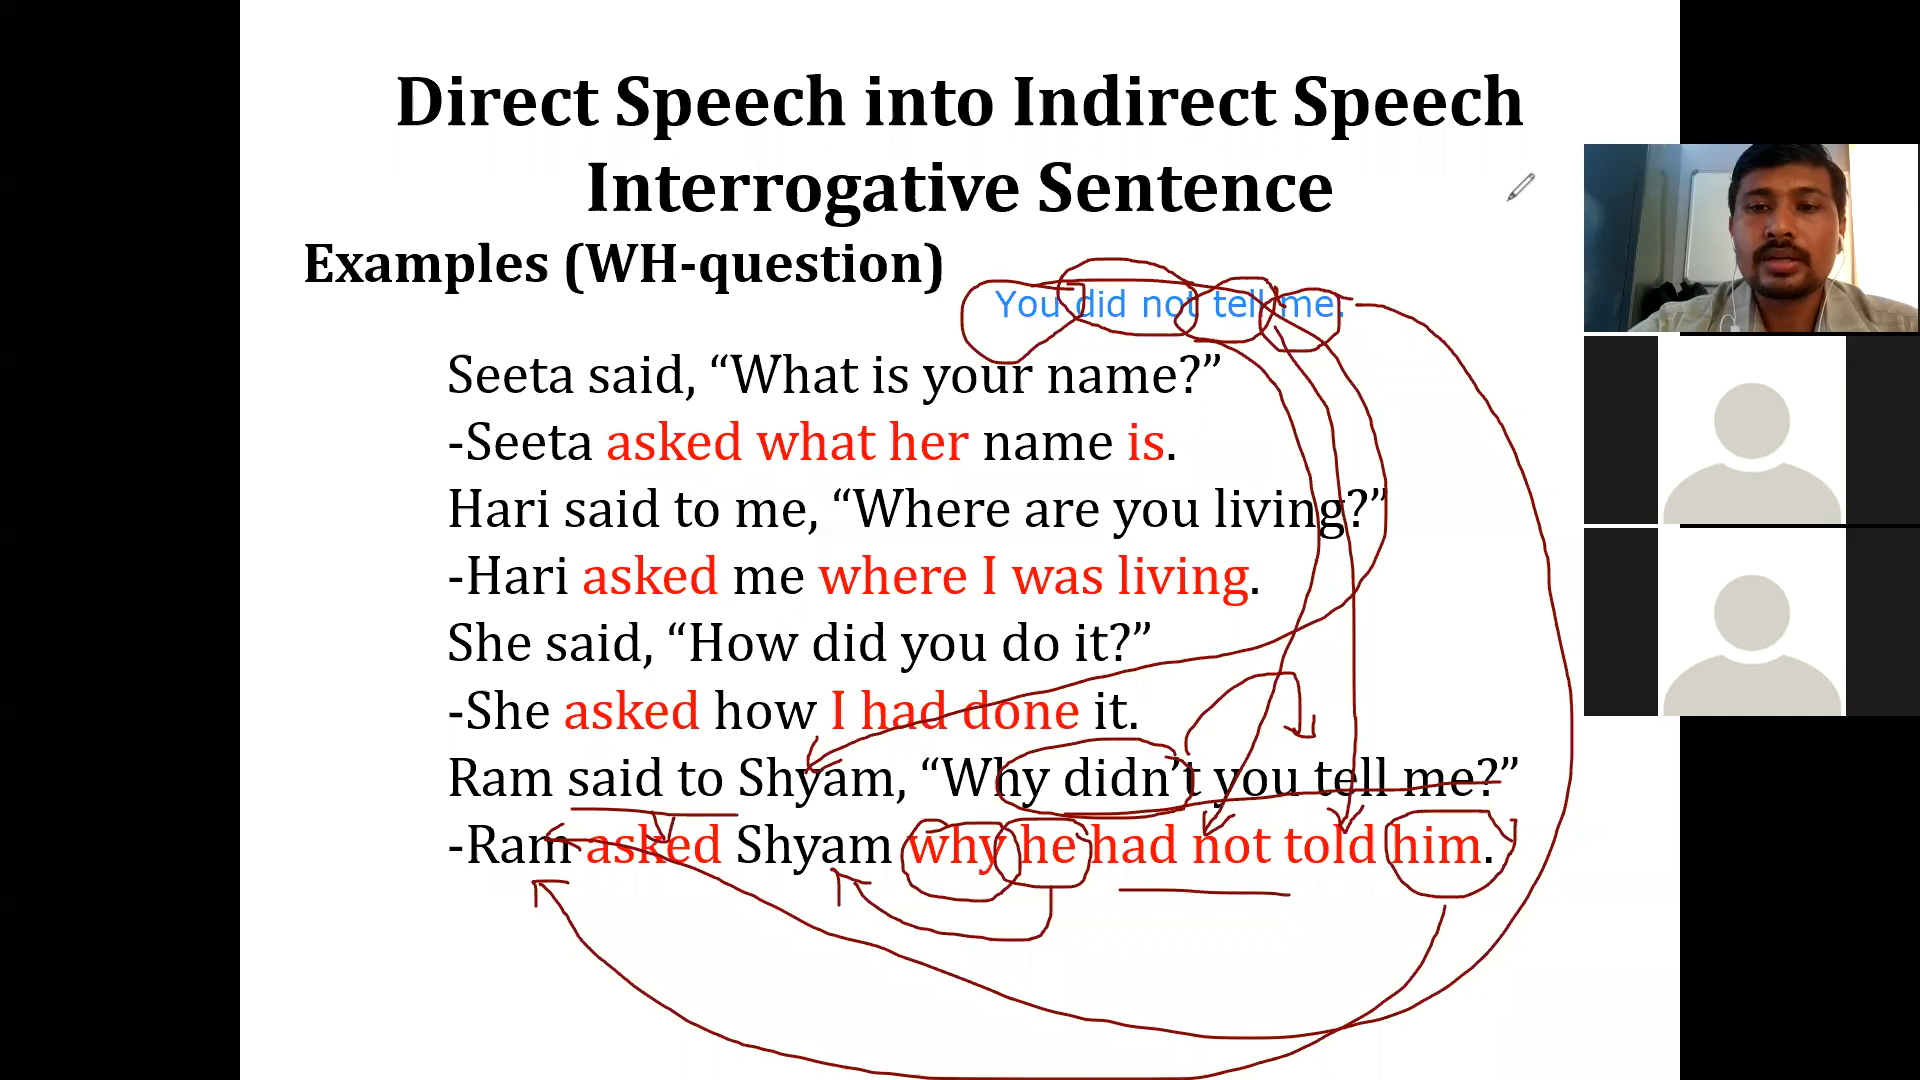 Direct Speech into Indirect Speech
Interrogative Sentence
Examples (WH-question)
You did not tell me.
Seeta said, “What is your name?”
-Seeta asked what her name is.
Hari said to me, “Where are you living?”
-Hari asked me where I was living.
She said, “How did you do it?”
-She asked how I had done it.
Ram said to Shyam, “Why didn’t you tell me?”
-Ram asked Shyam why he had not told him.